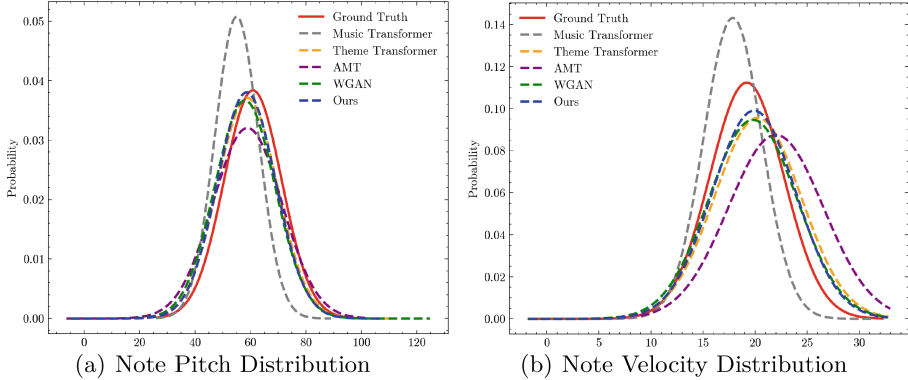 0.05
0.04
0.03
0.02
0.01
0.00
Probability
0 20 40 60 80 100 120
Ground Truth
Music Transformer
Theme Transformer
AMT
WGAN
Ours
(a) Note Pitch Distribution
0.14
0.12
0.10
0.08
0.06
0.04
0.02
0.00
Probability
0 5 10 15 20 25 30
Ground Truth
Music Transformer
Theme Transformer
AMT
WGAN
Ours
(b) Note Velocity Distribution